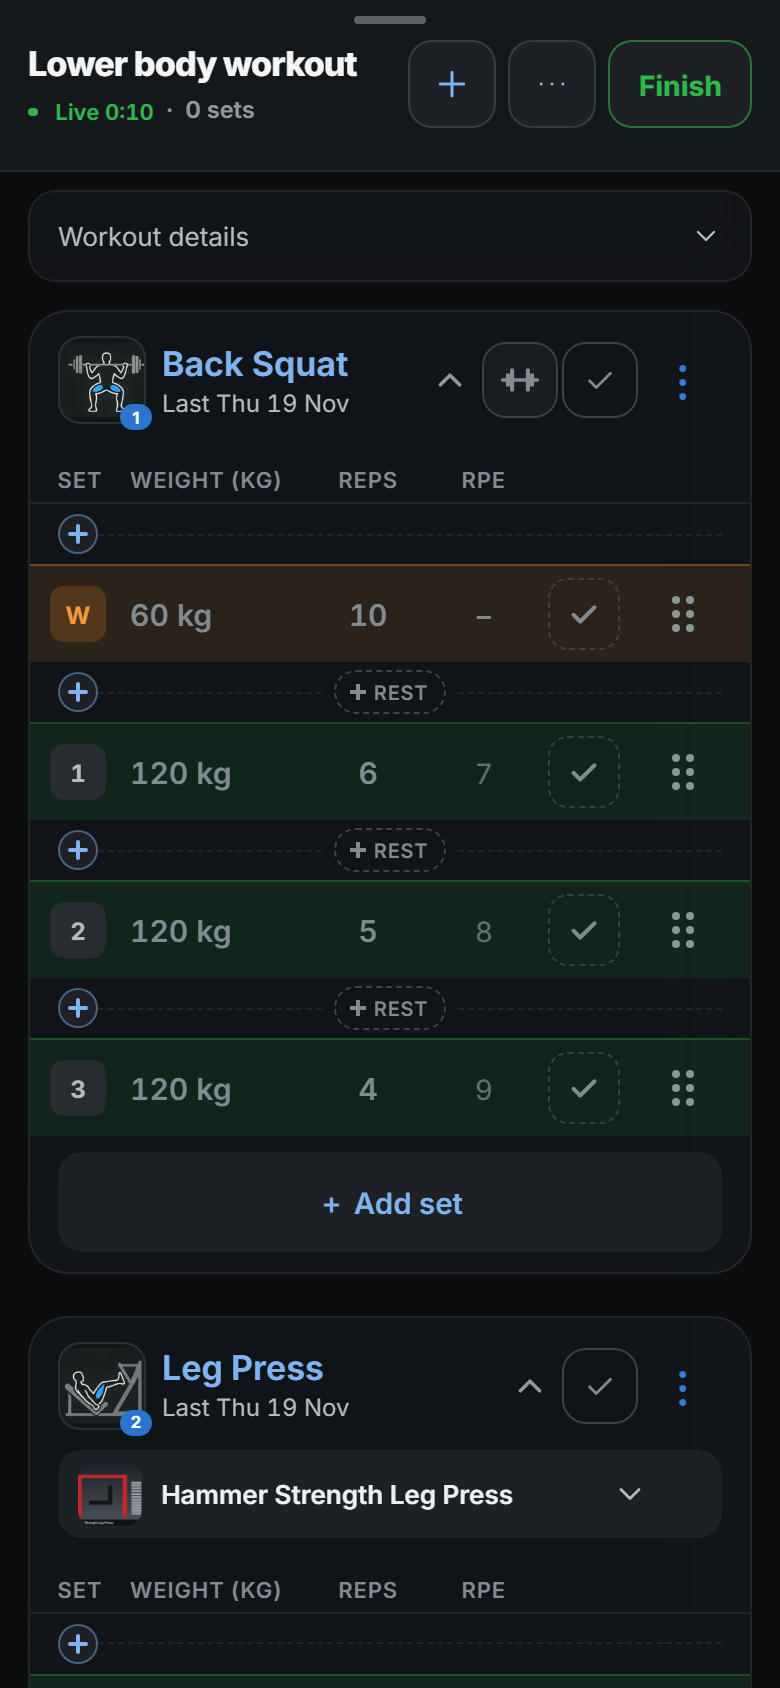 Lower body workout
Live 0:10 · 0 sets
Finish
Workout details
Back Squat
Last Thu 19 Nov
1
SET WEIGHT (KG) REPS RPE
W 60 kg 10 –
+ REST
1 120 kg 6 7
+ REST
2 120 kg 5 8
+ REST
3 120 kg 4 9
+ Add set
Leg Press
Last Thu 19 Nov
2
Hammer Strength Leg Press
SET WEIGHT (KG) REPS RPE